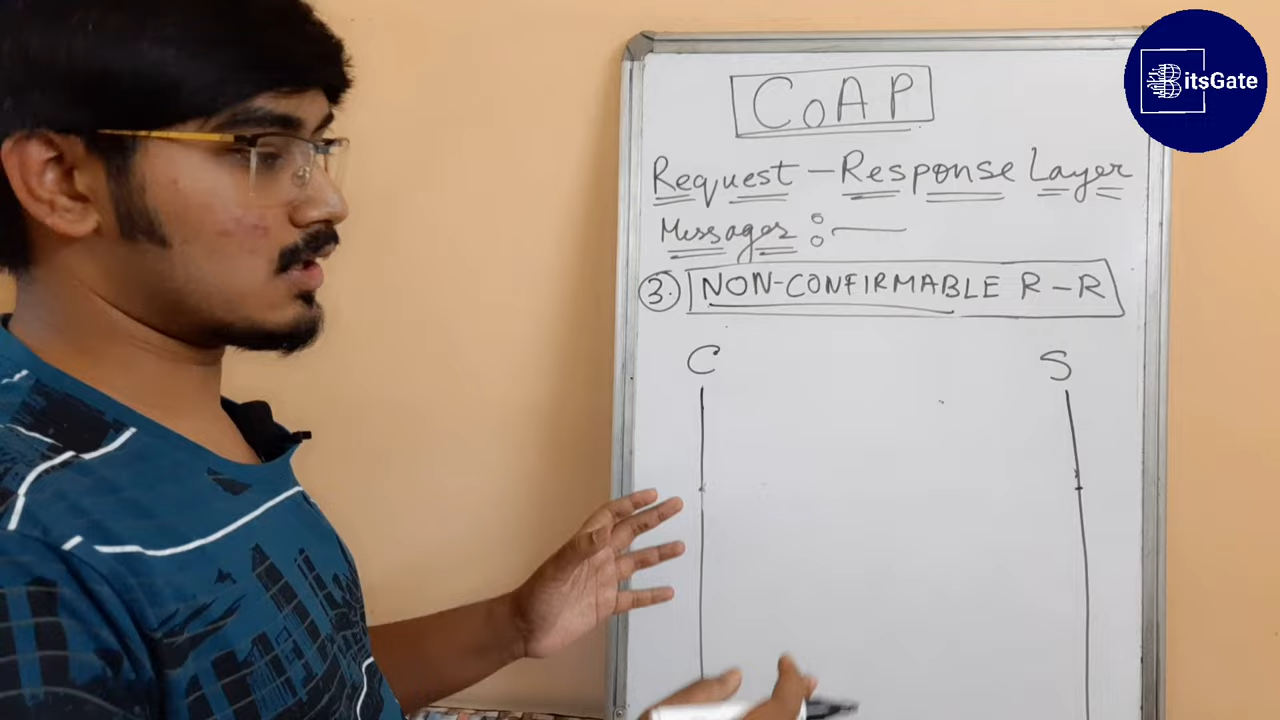 CoAP
BitsGate
Request - Response Layer
Messages :-
3. NON-CONFIRMABLE R-R
C S